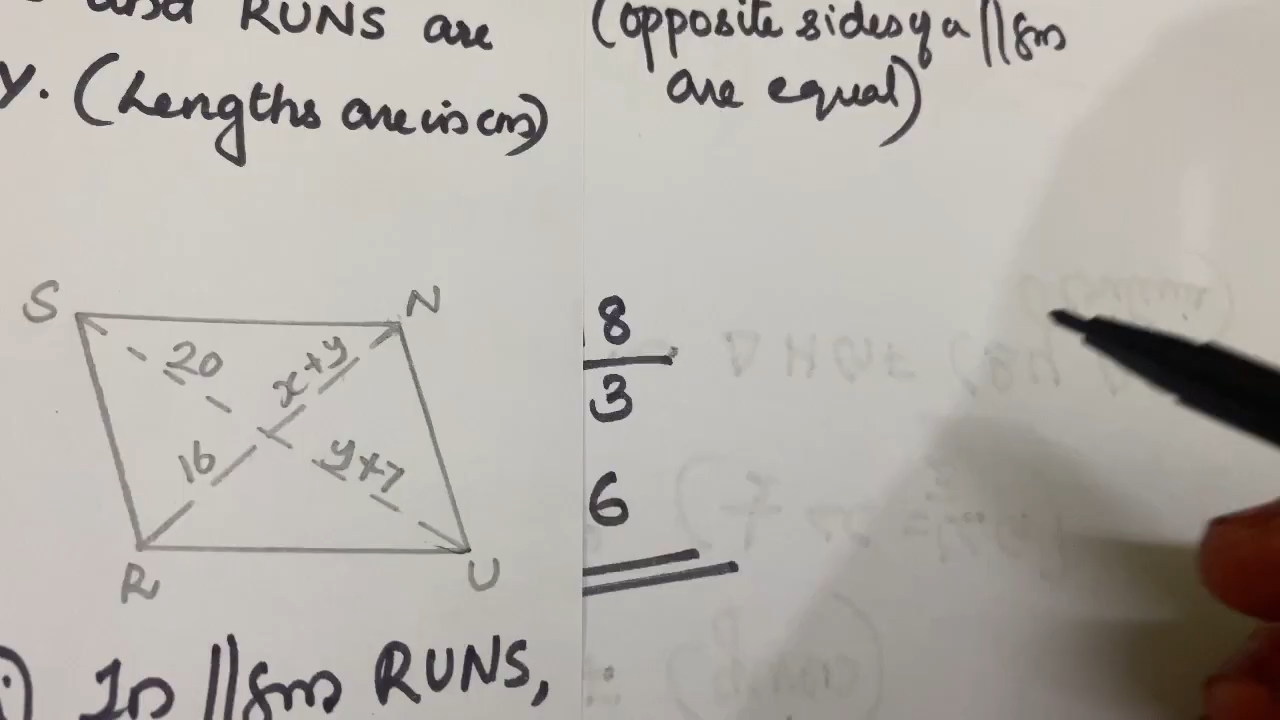 and RUNS are
y. (Lengths are in cm)
(opposite sides of a ||gm
are equal)
S
N
20
x+y
16
y+7
R
U
8
3
6
In ||gm RUNS,